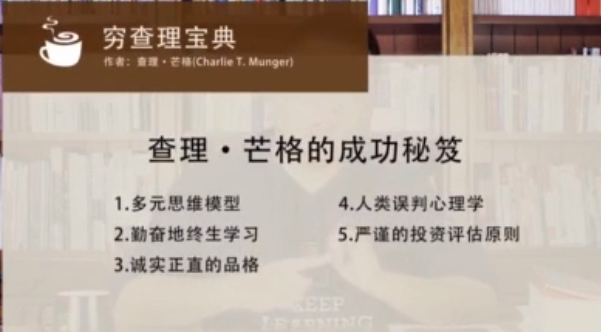 穷查理宝典
作者：查理·芒格(Charlie T. Munger)
查理·芒格的成功秘笈
1.多元思维模型
2.勤奋地终生学习
3.诚实正直的品格
4.人类误判心理学
5.严谨的投资评估原则
KEEP
LEARNING